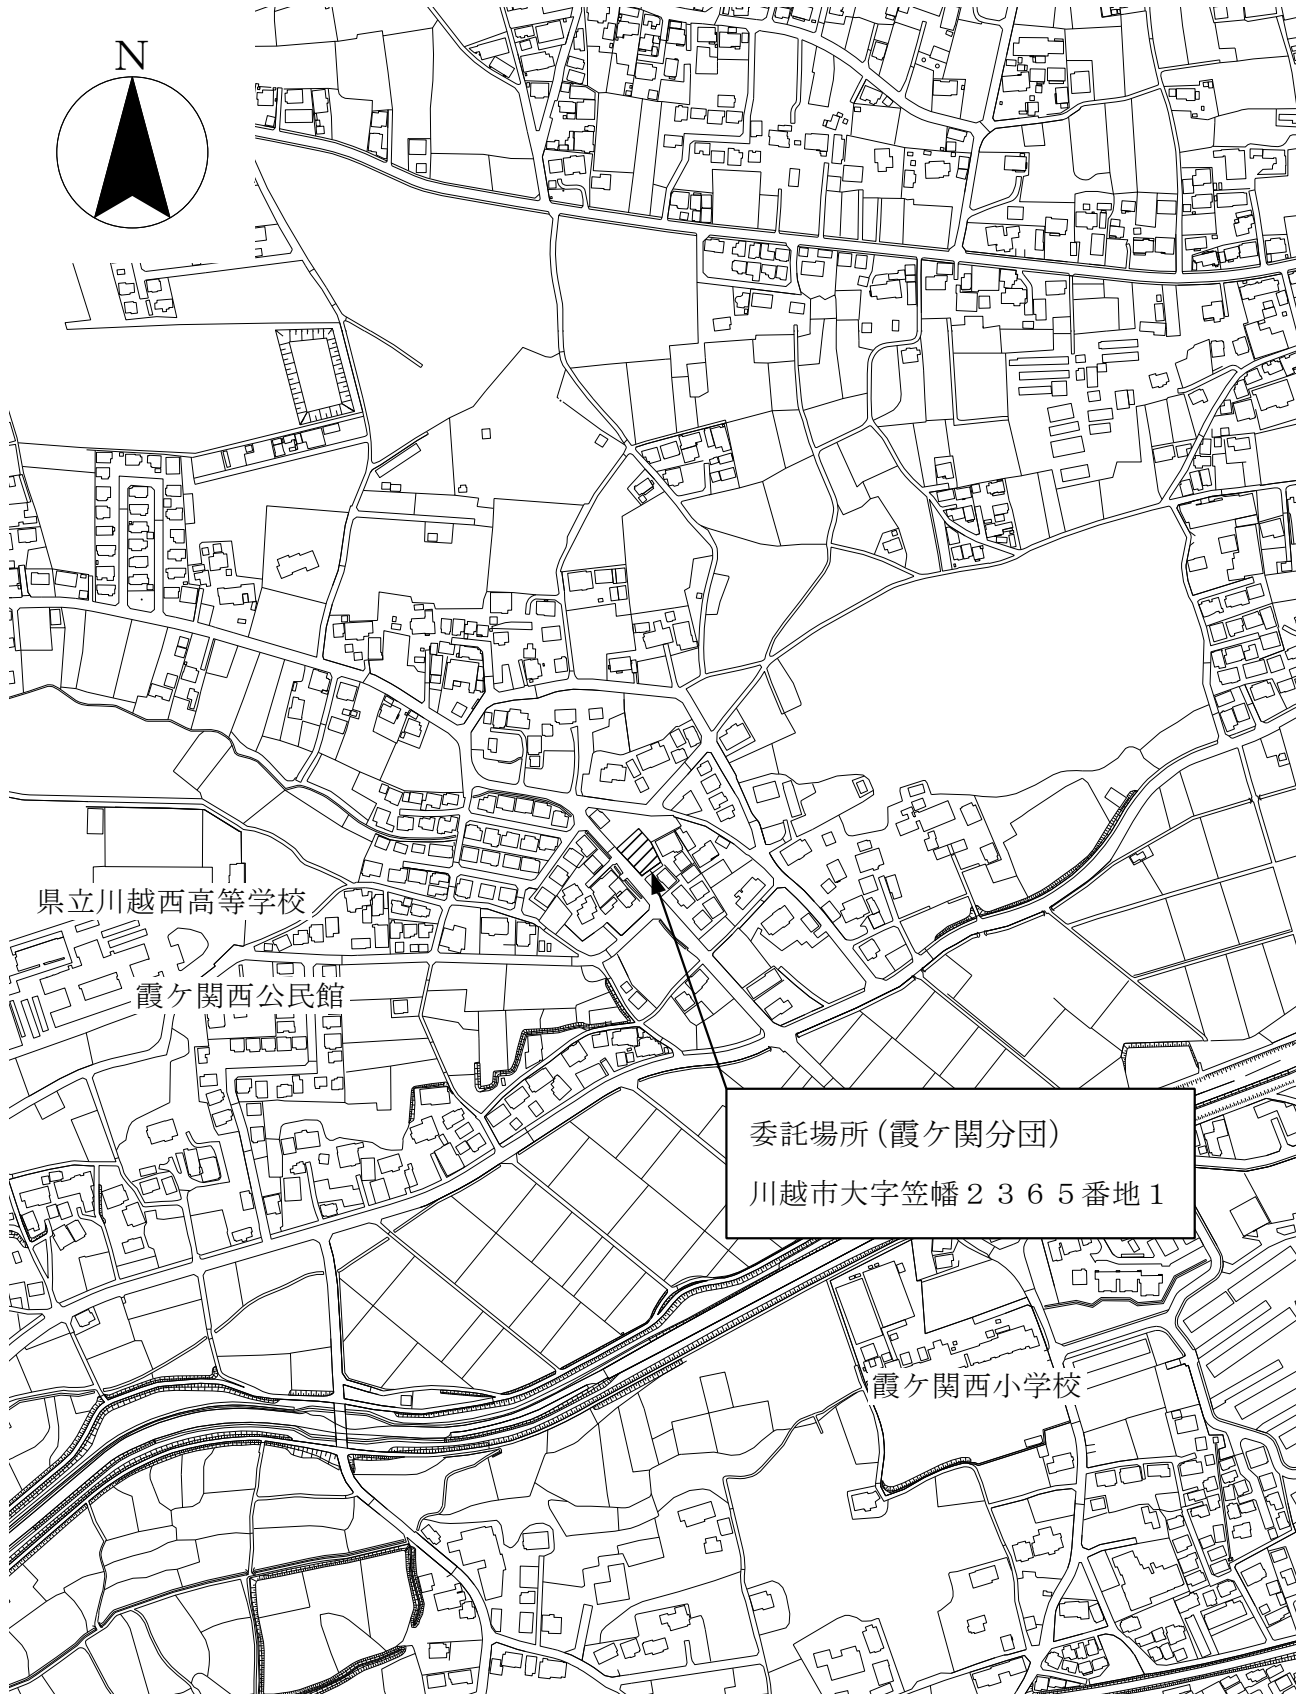 N
県立川越西高等学校
霞ケ関西公民館
委託場所(霞ケ関分団)
川越市大字笠幡２３６５番地１
霞ケ関西小学校